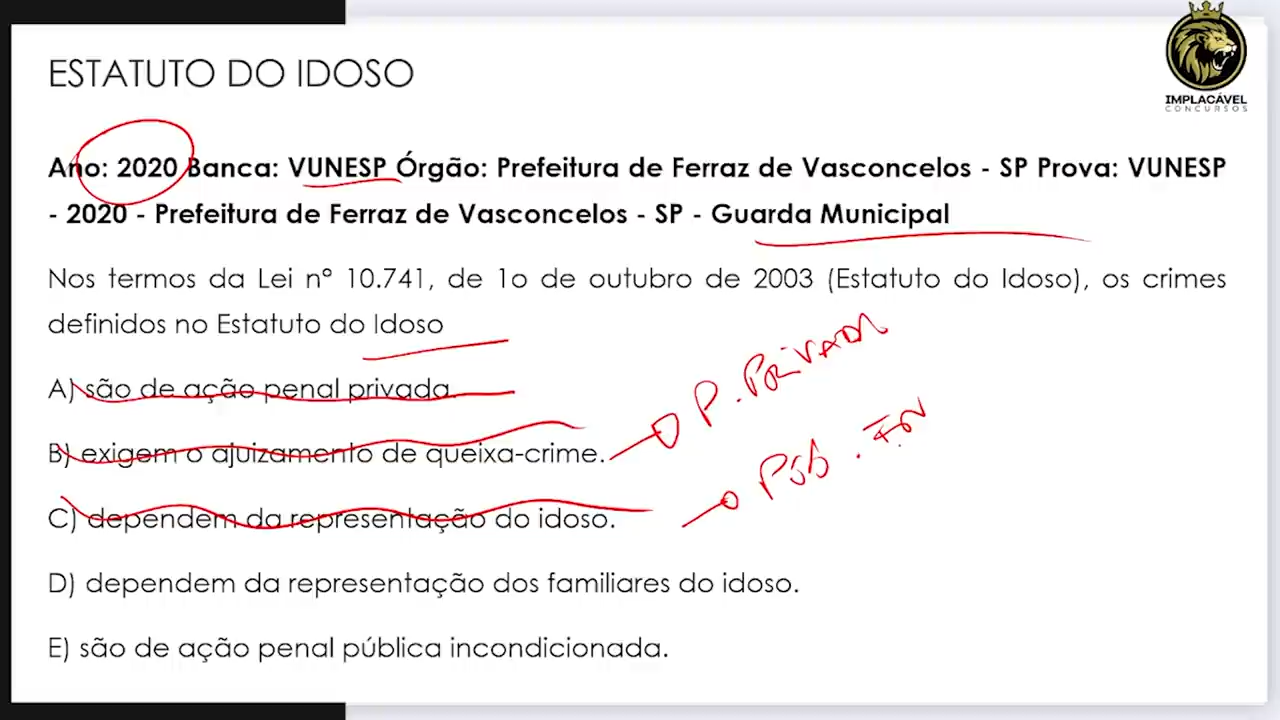 IMPLACÁVEL
CONCURSOS
ESTATUTO DO IDOSO
Ano: 2020 Banca: VUNESP Órgão: Prefeitura de Ferraz de Vasconcelos - SP Prova: VUNESP
- 2020 - Prefeitura de Ferraz de Vasconcelos - SP - Guarda Municipal
Nos termos da Lei nº 10.741, de 1o de outubro de 2003 (Estatuto do Idoso), os crimes
definidos no Estatuto do Idoso
A) são de ação penal privada.
P. PRIVADA
B) exigem o ajuizamento de queixa-crime.
PÚB.
C) dependem da representação do idoso.
D) dependem da representação dos familiares do idoso.
E) são de ação penal pública incondicionada.